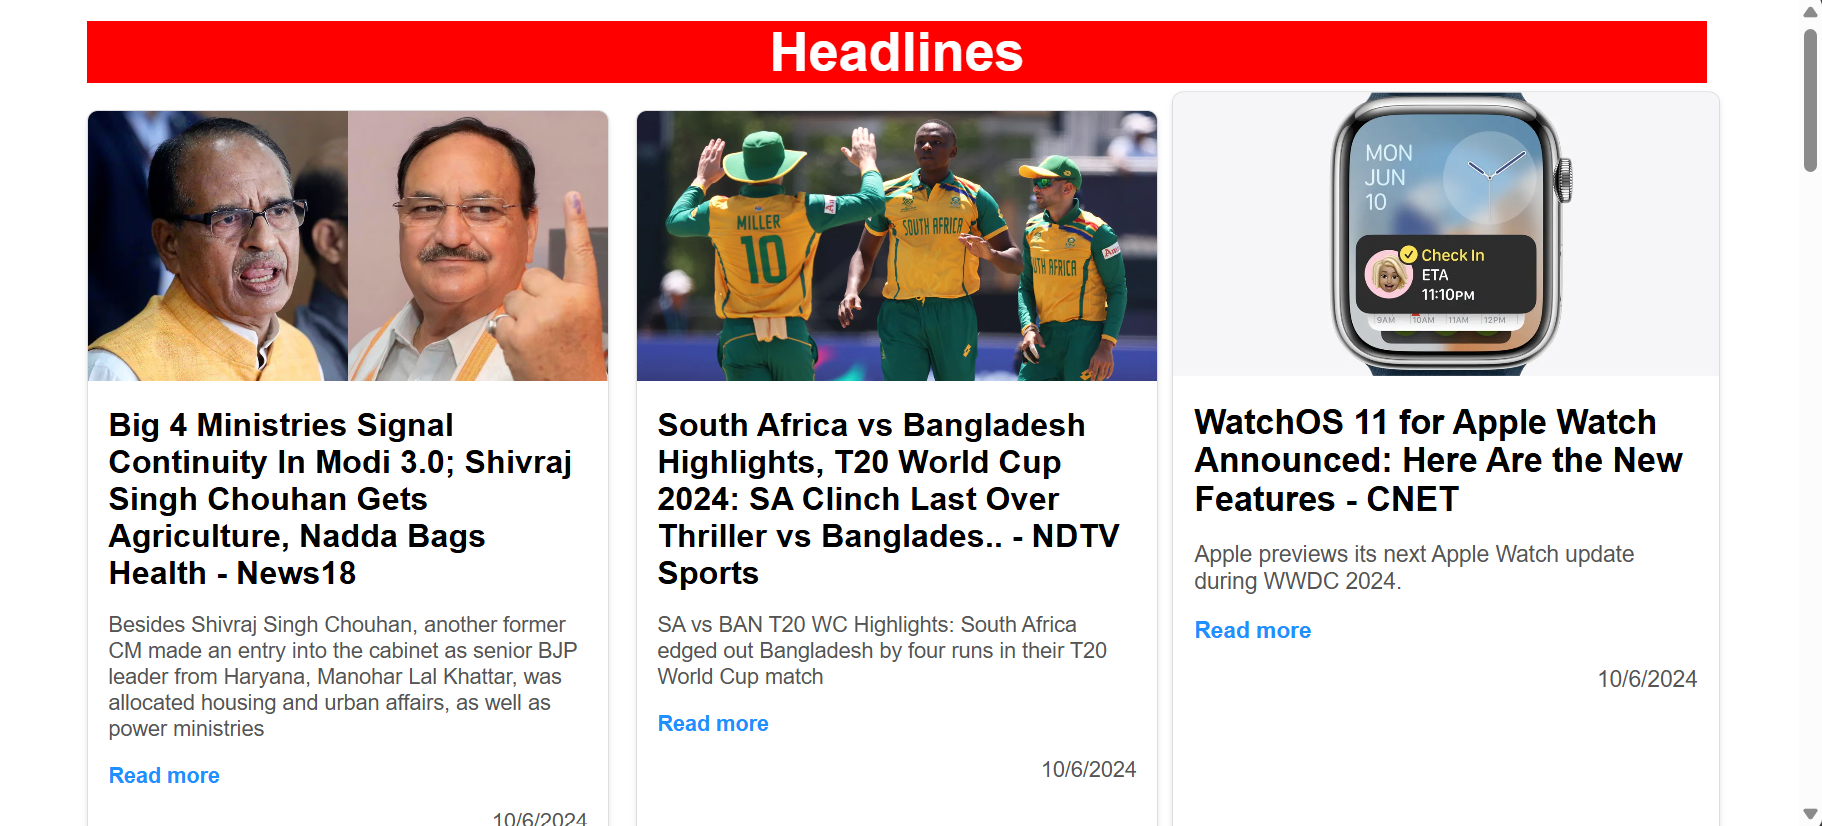 Headlines
MILLER
10
SOUTH AFRICA
UTH AFRICA
MON
JUN
10
Check In
ETA
11:10PM
9AM 10AM 11AM 12PM
Big 4 Ministries Signal
Continuity In Modi 3.0; Shivraj
Singh Chouhan Gets
Agriculture, Nadda Bags
Health - News18
Besides Shivraj Singh Chouhan, another former
CM made an entry into the cabinet as senior BJP
leader from Haryana, Manohar Lal Khattar, was
allocated housing and urban affairs, as well as
power ministries
Read more
10/6/2024
South Africa vs Bangladesh
Highlights, T20 World Cup
2024: SA Clinch Last Over
Thriller vs Banglades.. - NDTV
Sports
SA vs BAN T20 WC Highlights: South Africa
edged out Bangladesh by four runs in their T20
World Cup match
Read more
10/6/2024
WatchOS 11 for Apple Watch
Announced: Here Are the New
Features - CNET
Apple previews its next Apple Watch update
during WWDC 2024.
Read more
10/6/2024